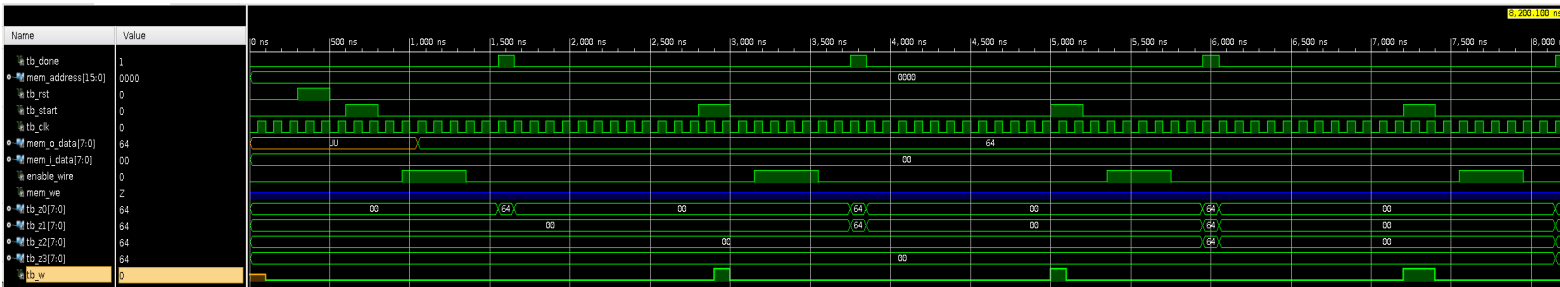 8,200.100 ns
Name Value
0 ns 500 ns 1,000 ns 1,500 ns 2,000 ns 2,500 ns 3,000 ns 3,500 ns 4,000 ns 4,500 ns 5,000 ns 5,500 ns 6,000 ns 6,500 ns 7,000 ns 7,500 ns 8,000
tb_done 1
mem_address[15:0] 0000 0000
tb_rst 0
tb_start 0
tb_clk 0
mem_o_data[7:0] 64 UU 64
mem_i_data[7:0] 00 00
enable_wire 0
mem_we Z
tb_z0[7:0] 64 00 64 00 64 00 64 00
tb_z1[7:0] 64 00 64 00 64 00
tb_z2[7:0] 64 00 64 00
tb_z3[7:0] 64 00
tb_w 0